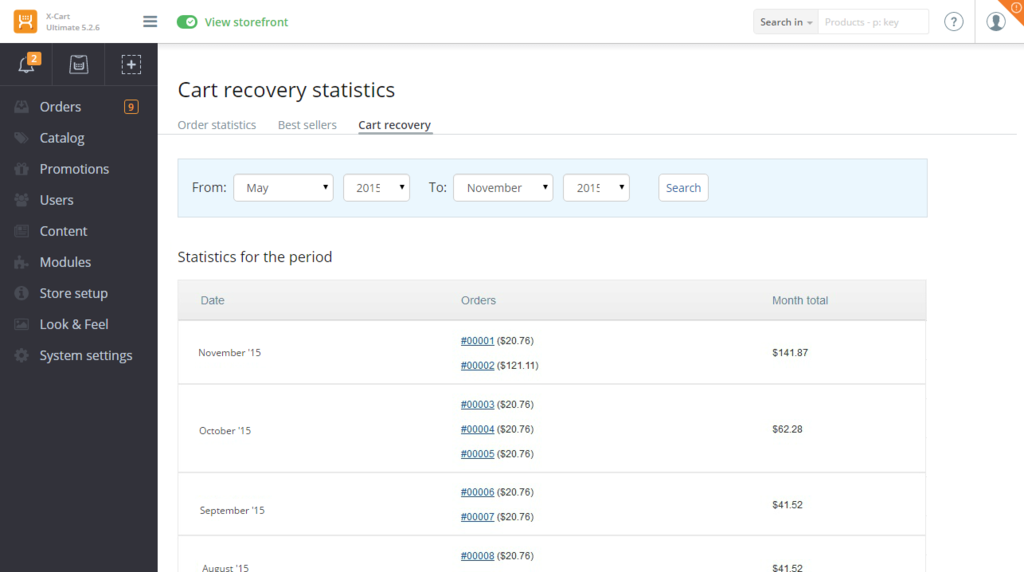 X-Cart
Ultimate 5.2.6
View storefront
Search in
Products - p: key
?
2
Orders 9
Catalog
Promotions
Users
Content
Modules
Store setup
Look & Feel
System settings
Cart recovery statistics
Order statistics Best sellers Cart recovery
From: May 2015 To: November 2015 Search
Statistics for the period
Date Orders Month total
November '15 #00001 ($20.76) $141.87
#00002 ($121.11)
October '15 #00003 ($20.76) $62.28
#00004 ($20.76)
#00005 ($20.76)
September '15 #00006 ($20.76) $41.52
#00007 ($20.76)
August '15 #00008 ($20.76) $41.52